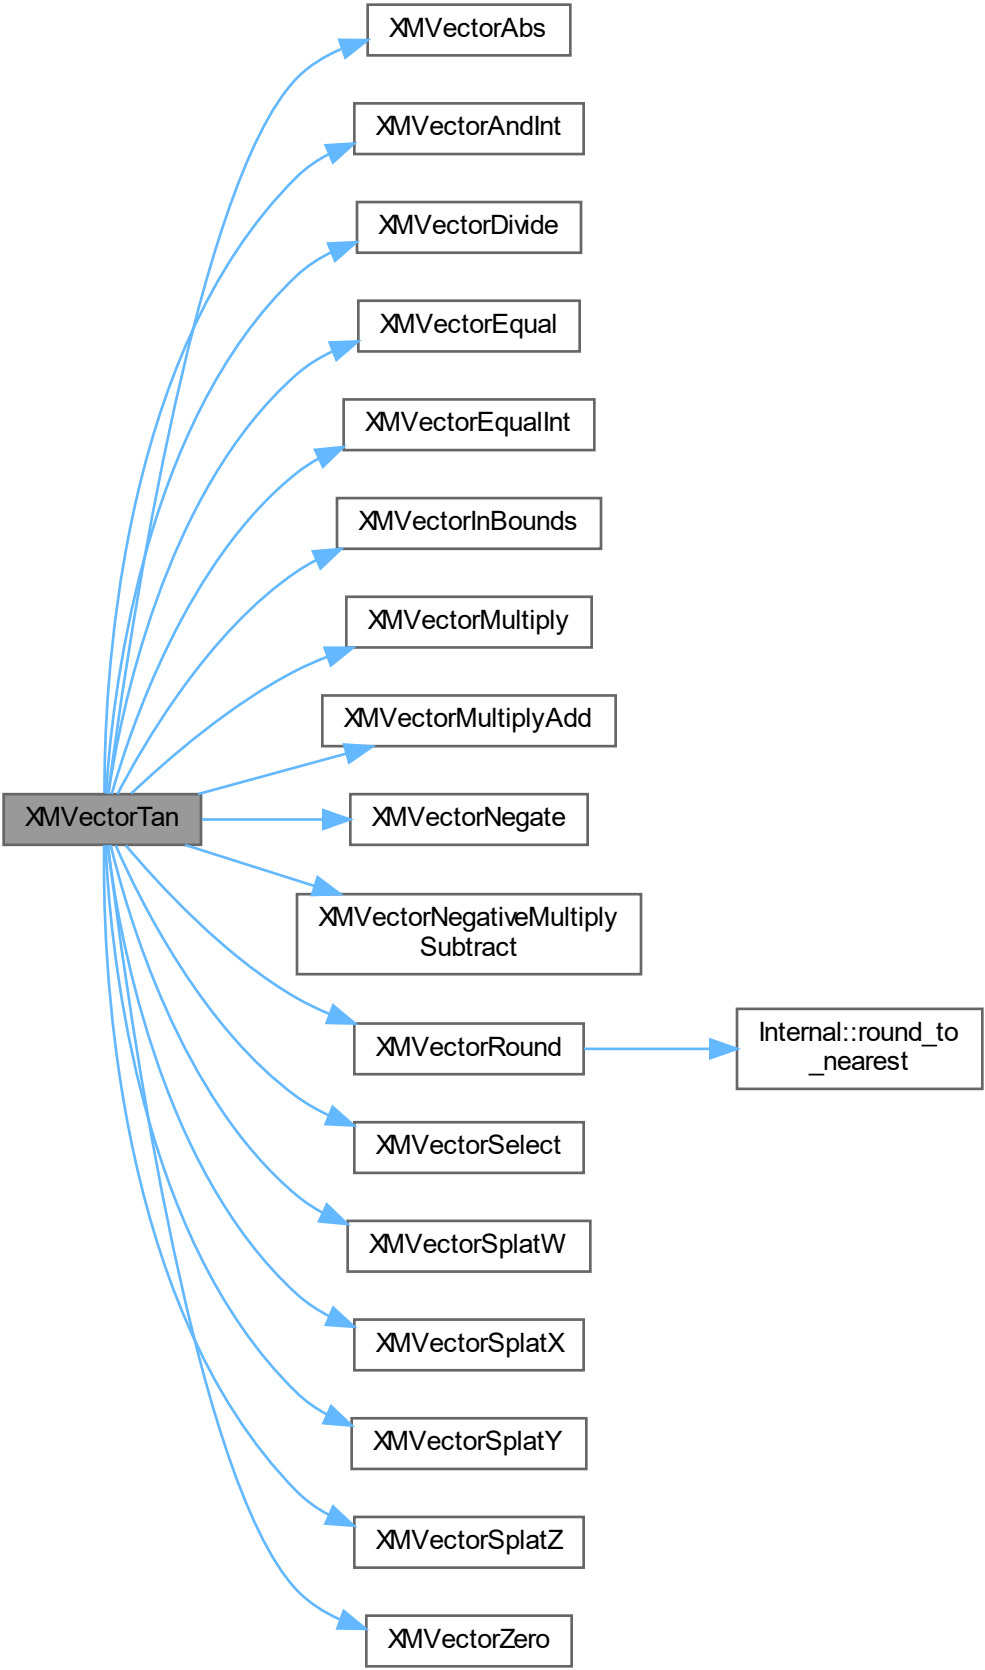 XMVectorAbs
XMVectorAndInt
XMVectorDivide
XMVectorEqual
XMVectorEqualInt
XMVectorInBounds
XMVectorMultiply
XMVectorMultiplyAdd
XMVectorTan
XMVectorNegate
XMVectorNegativeMultiply
Subtract
XMVectorRound
Internal::round_to
_nearest
XMVectorSelect
XMVectorSplatW
XMVectorSplatX
XMVectorSplatY
XMVectorSplatZ
XMVectorZero